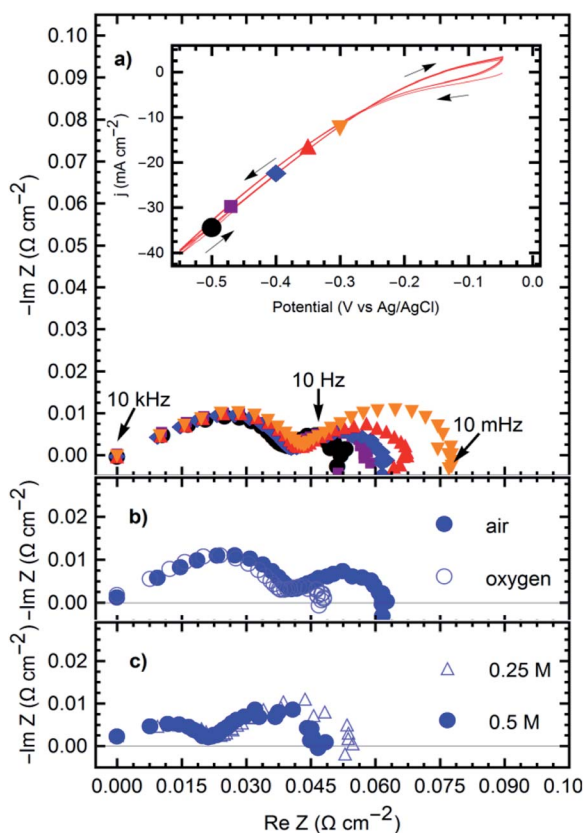 0.10
0.09
0.08
0.07
0.06
0.05
0.04
0.03
0.02
0.01
0.00
-Im Z (Ω cm⁻²)
a)
0
−10
−20
−30
−40
j (mA cm⁻²)
−0.5 −0.4 −0.3 −0.2 −0.1 0.0
Potential (V vs Ag/AgCl)
10 kHz
10 Hz
10 mHz
0.02
0.01
0.00
-Im Z (Ω cm⁻²)
b)
air
oxygen
0.02
0.01
0.00
-Im Z (Ω cm⁻²)
c)
0.25 M
0.5 M
0.000 0.015 0.030 0.045 0.060 0.075 0.090 0.10
Re Z (Ω cm⁻²)